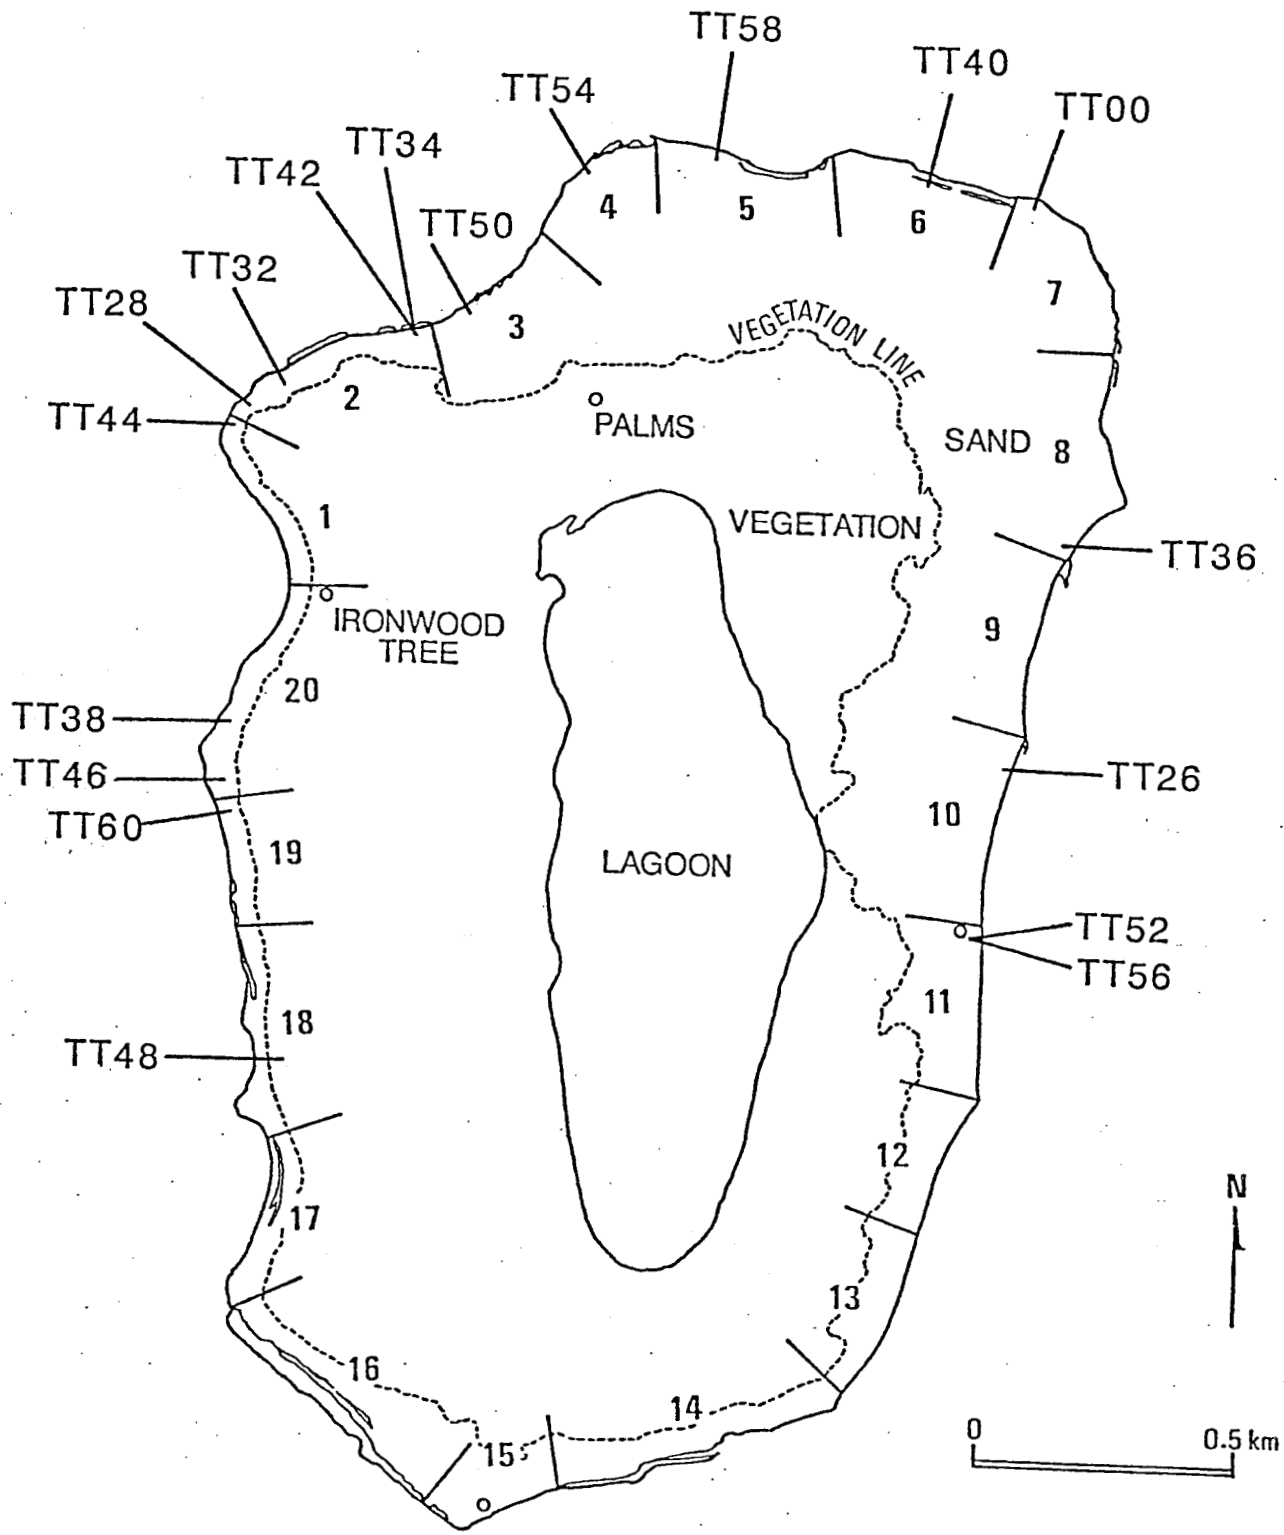 TT58
TT40
TT54
TT00
TT34
TT42
TT50
4
5
6
TT32
TT28
3
7
VEGETATION LINE
2
TT44
PALMS
SAND
8
1
VEGETATION
TT36
IRONWOOD
TREE
9
20
TT38
TT46
TT26
TT60
10
19
LAGOON
TT52
TT56
11
18
TT48
12
N
17
13
16
14
15
0
0.5 km